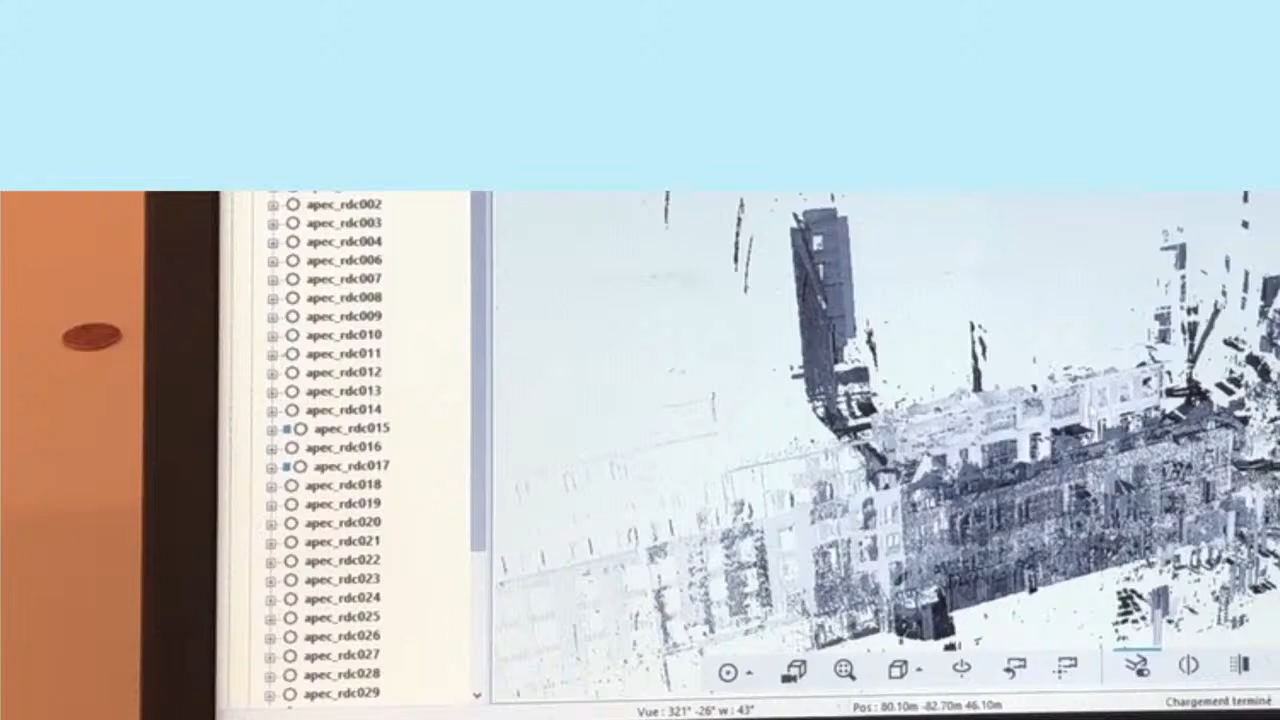 apec_rdc002
apec_rdc003
apec_rdc004
apec_rdc006
apec_rdc007
apec_rdc008
apec_rdc009
apec_rdc010
apec_rdc011
apec_rdc012
apec_rdc013
apec_rdc014
apec_rdc015
apec_rdc016
apec_rdc017
apec_rdc018
apec_rdc019
apec_rdc020
apec_rdc021
apec_rdc022
apec_rdc023
apec_rdc024
apec_rdc025
apec_rdc026
apec_rdc027
apec_rdc028
apec_rdc029
Vue : 321° -26° w : 43°
Pos : 80.10m -82.70m 46.10m
Chargement terminé